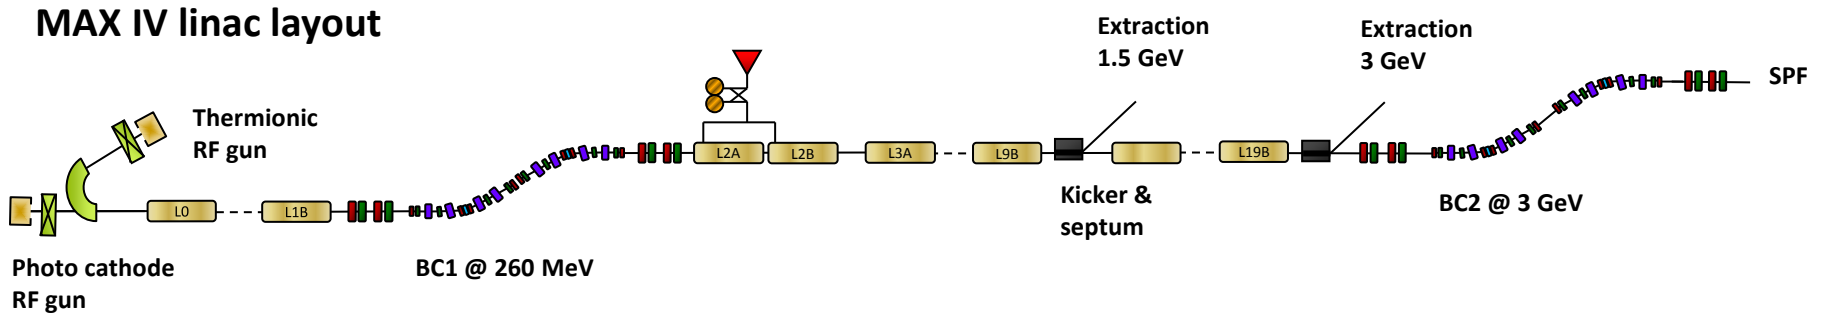 MAX IV linac layout
Extraction
1.5 GeV
Extraction
3 GeV
SPF
Thermionic
RF gun
L2A
L2B
L3A
L9B
L19B
L0
L1B
Kicker &
septum
BC2 @ 3 GeV
Photo cathode
RF gun
BC1 @ 260 MeV